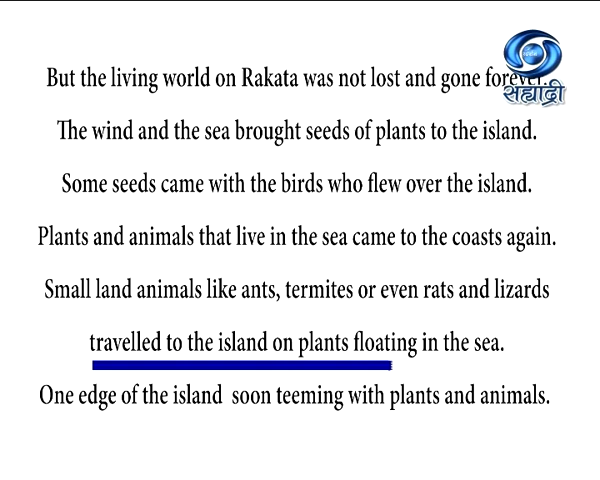 But the living world on Rakata was not lost and gone forever.
The wind and the sea brought seeds of plants to the island.
Some seeds came with the birds who flew over the island.
Plants and animals that live in the sea came to the coasts again.
Small land animals like ants, termites or even rats and lizards
travelled to the island on plants floating in the sea.
One edge of the island soon teeming with plants and animals.
सह्याद्री